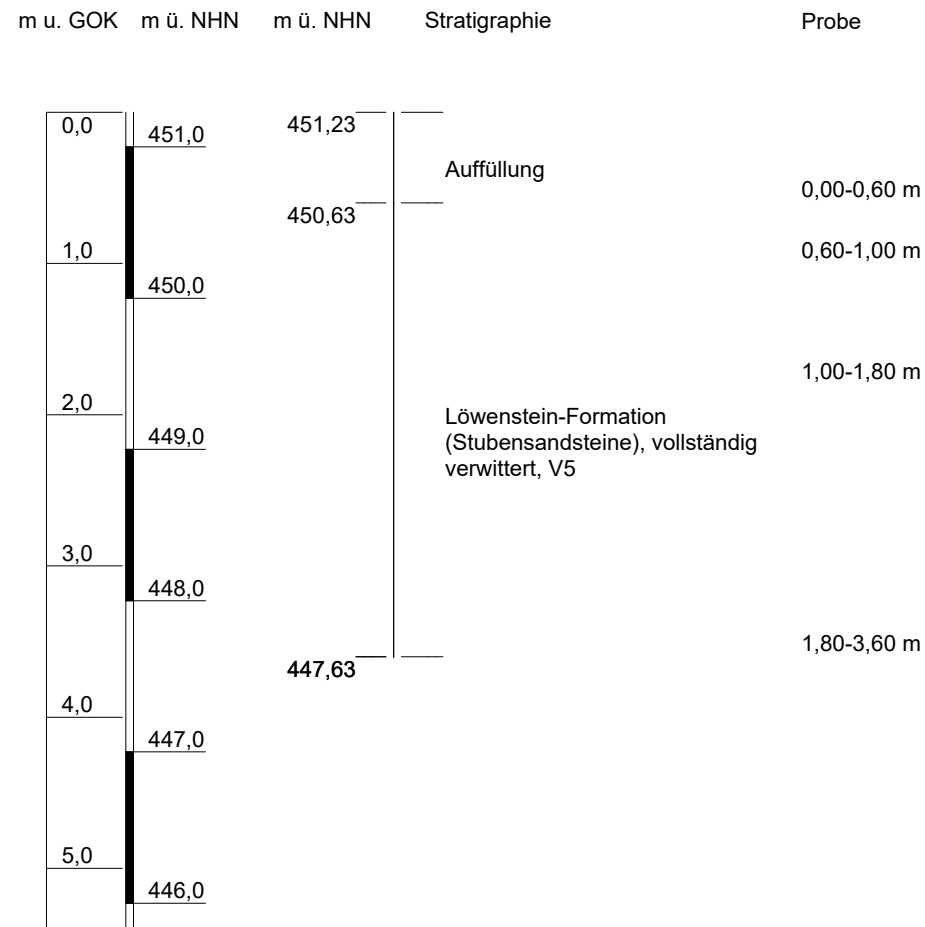 m u. GOK m ü. NHN m ü. NHN Stratigraphie Probe
0,0 451,0 451,23
Auffüllung
0,00-0,60 m
450,63
1,0 0,60-1,00 m
450,0
1,00-1,80 m
2,0
449,0
Löwenstein-Formation
(Stubensandsteine), vollständig
verwittert, V5
3,0
448,0
1,80-3,60 m
447,63
4,0
447,0
5,0
446,0